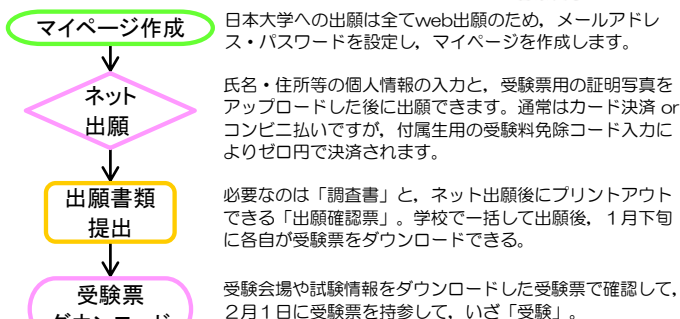 マイページ作成
日本大学への出願は全てweb出願のため，メールアドレ
ス・パスワードを設定し，マイページを作成します。
ネット
出願
氏名・住所等の個人情報の入力と，受験票用の証明写真を
アップロードした後に出願できます。通常はカード決済 or
コンビニ払いですが，付属生用の受験料免除コード入力に
よりゼロ円で決済されます。
出願書類
提出
必要なのは「調査書」と，ネット出願後にプリントアウト
できる「出願確認票」。学校で一括して出願後，１月下旬
に各自が受験票をダウンロードできる。
受験票
ダウンロード
受験会場や試験情報をダウンロードした受験票で確認して，
２月１日に受験票を持参して，いざ「受験」。